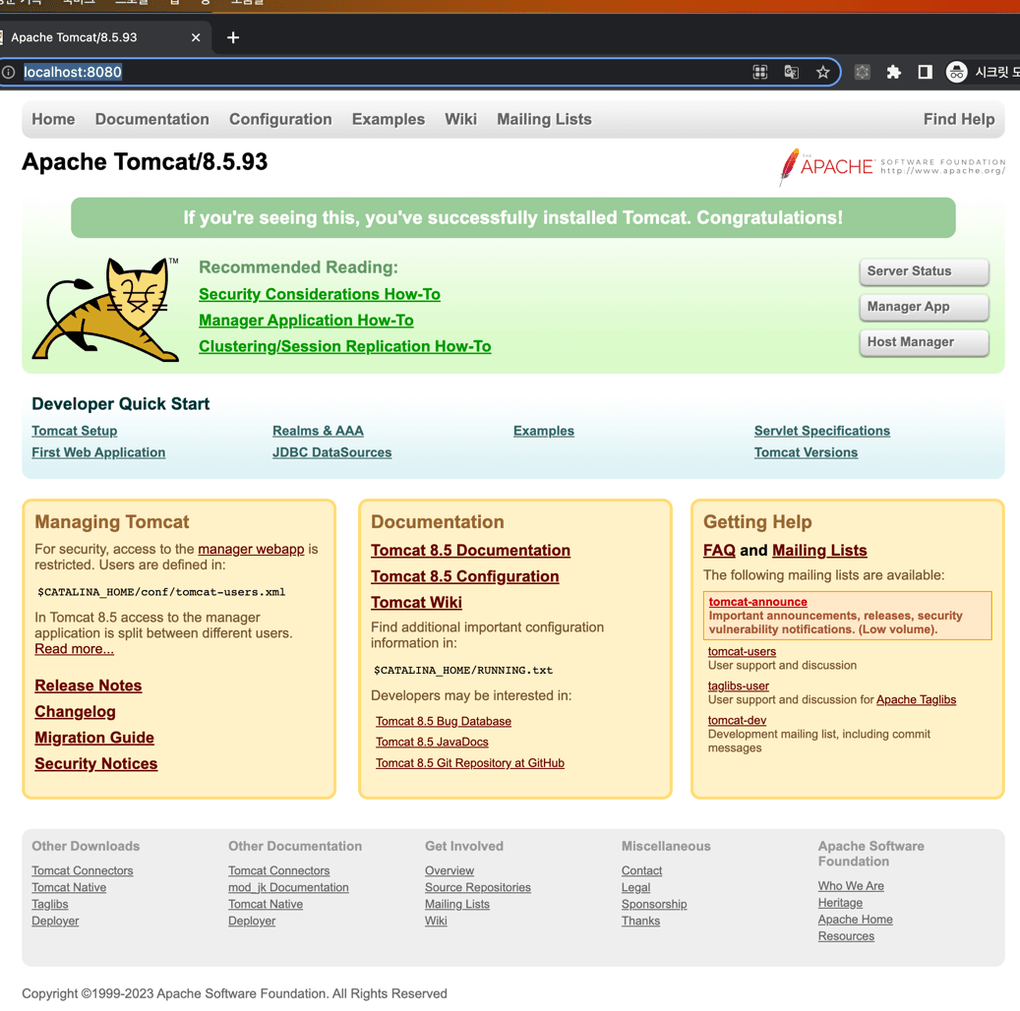 Apache Tomcat/8.5.93
localhost:8080
시크릿
Home Documentation Configuration Examples Wiki Mailing Lists Find Help
Apache Tomcat/8.5.93
THE APACHE SOFTWARE FOUNDATION
http://www.apache.org/
If you're seeing this, you've successfully installed Tomcat. Congratulations!
TM
Recommended Reading:
Security Considerations How-To
Manager Application How-To
Clustering/Session Replication How-To
Server Status
Manager App
Host Manager
Developer Quick Start
Tomcat Setup
First Web Application
Realms & AAA
JDBC DataSources
Examples
Servlet Specifications
Tomcat Versions
Managing Tomcat
For security, access to the manager webapp is
restricted. Users are defined in:
$CATALINA_HOME/conf/tomcat-users.xml
In Tomcat 8.5 access to the manager
application is split between different users.
Read more...
Release Notes
Changelog
Migration Guide
Security Notices
Documentation
Tomcat 8.5 Documentation
Tomcat 8.5 Configuration
Tomcat Wiki
Find additional important configuration
information in:
$CATALINA_HOME/RUNNING.txt
Developers may be interested in:
Tomcat 8.5 Bug Database
Tomcat 8.5 JavaDocs
Tomcat 8.5 Git Repository at GitHub
Getting Help
FAQ and Mailing Lists
The following mailing lists are available:
tomcat-announce
Important announcements, releases, security
vulnerability notifications. (Low volume).
tomcat-users
User support and discussion
taglibs-user
User support and discussion for Apache Taglibs
tomcat-dev
Development mailing list, including commit
messages
Other Downloads
Tomcat Connectors
Tomcat Native
Taglibs
Deployer
Other Documentation
Tomcat Connectors
mod_jk Documentation
Tomcat Native
Deployer
Get Involved
Overview
Source Repositories
Mailing Lists
Wiki
Miscellaneous
Contact
Legal
Sponsorship
Thanks
Apache Software
Foundation
Who We Are
Heritage
Apache Home
Resources
Copyright ©1999-2023 Apache Software Foundation. All Rights Reserved